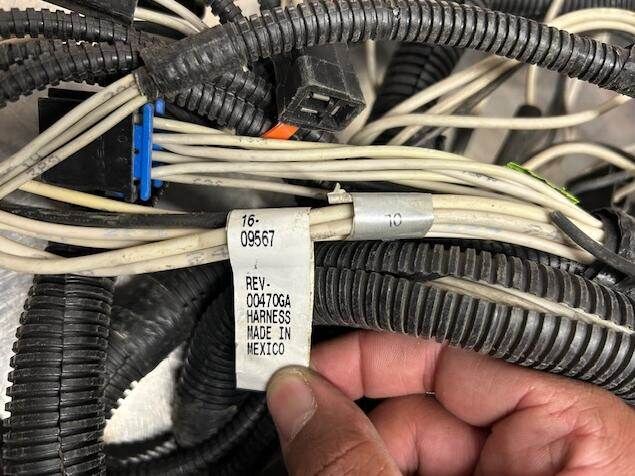 16-
09567
REV-
00470GA
HARNESS
MADE IN
MEXICO
10